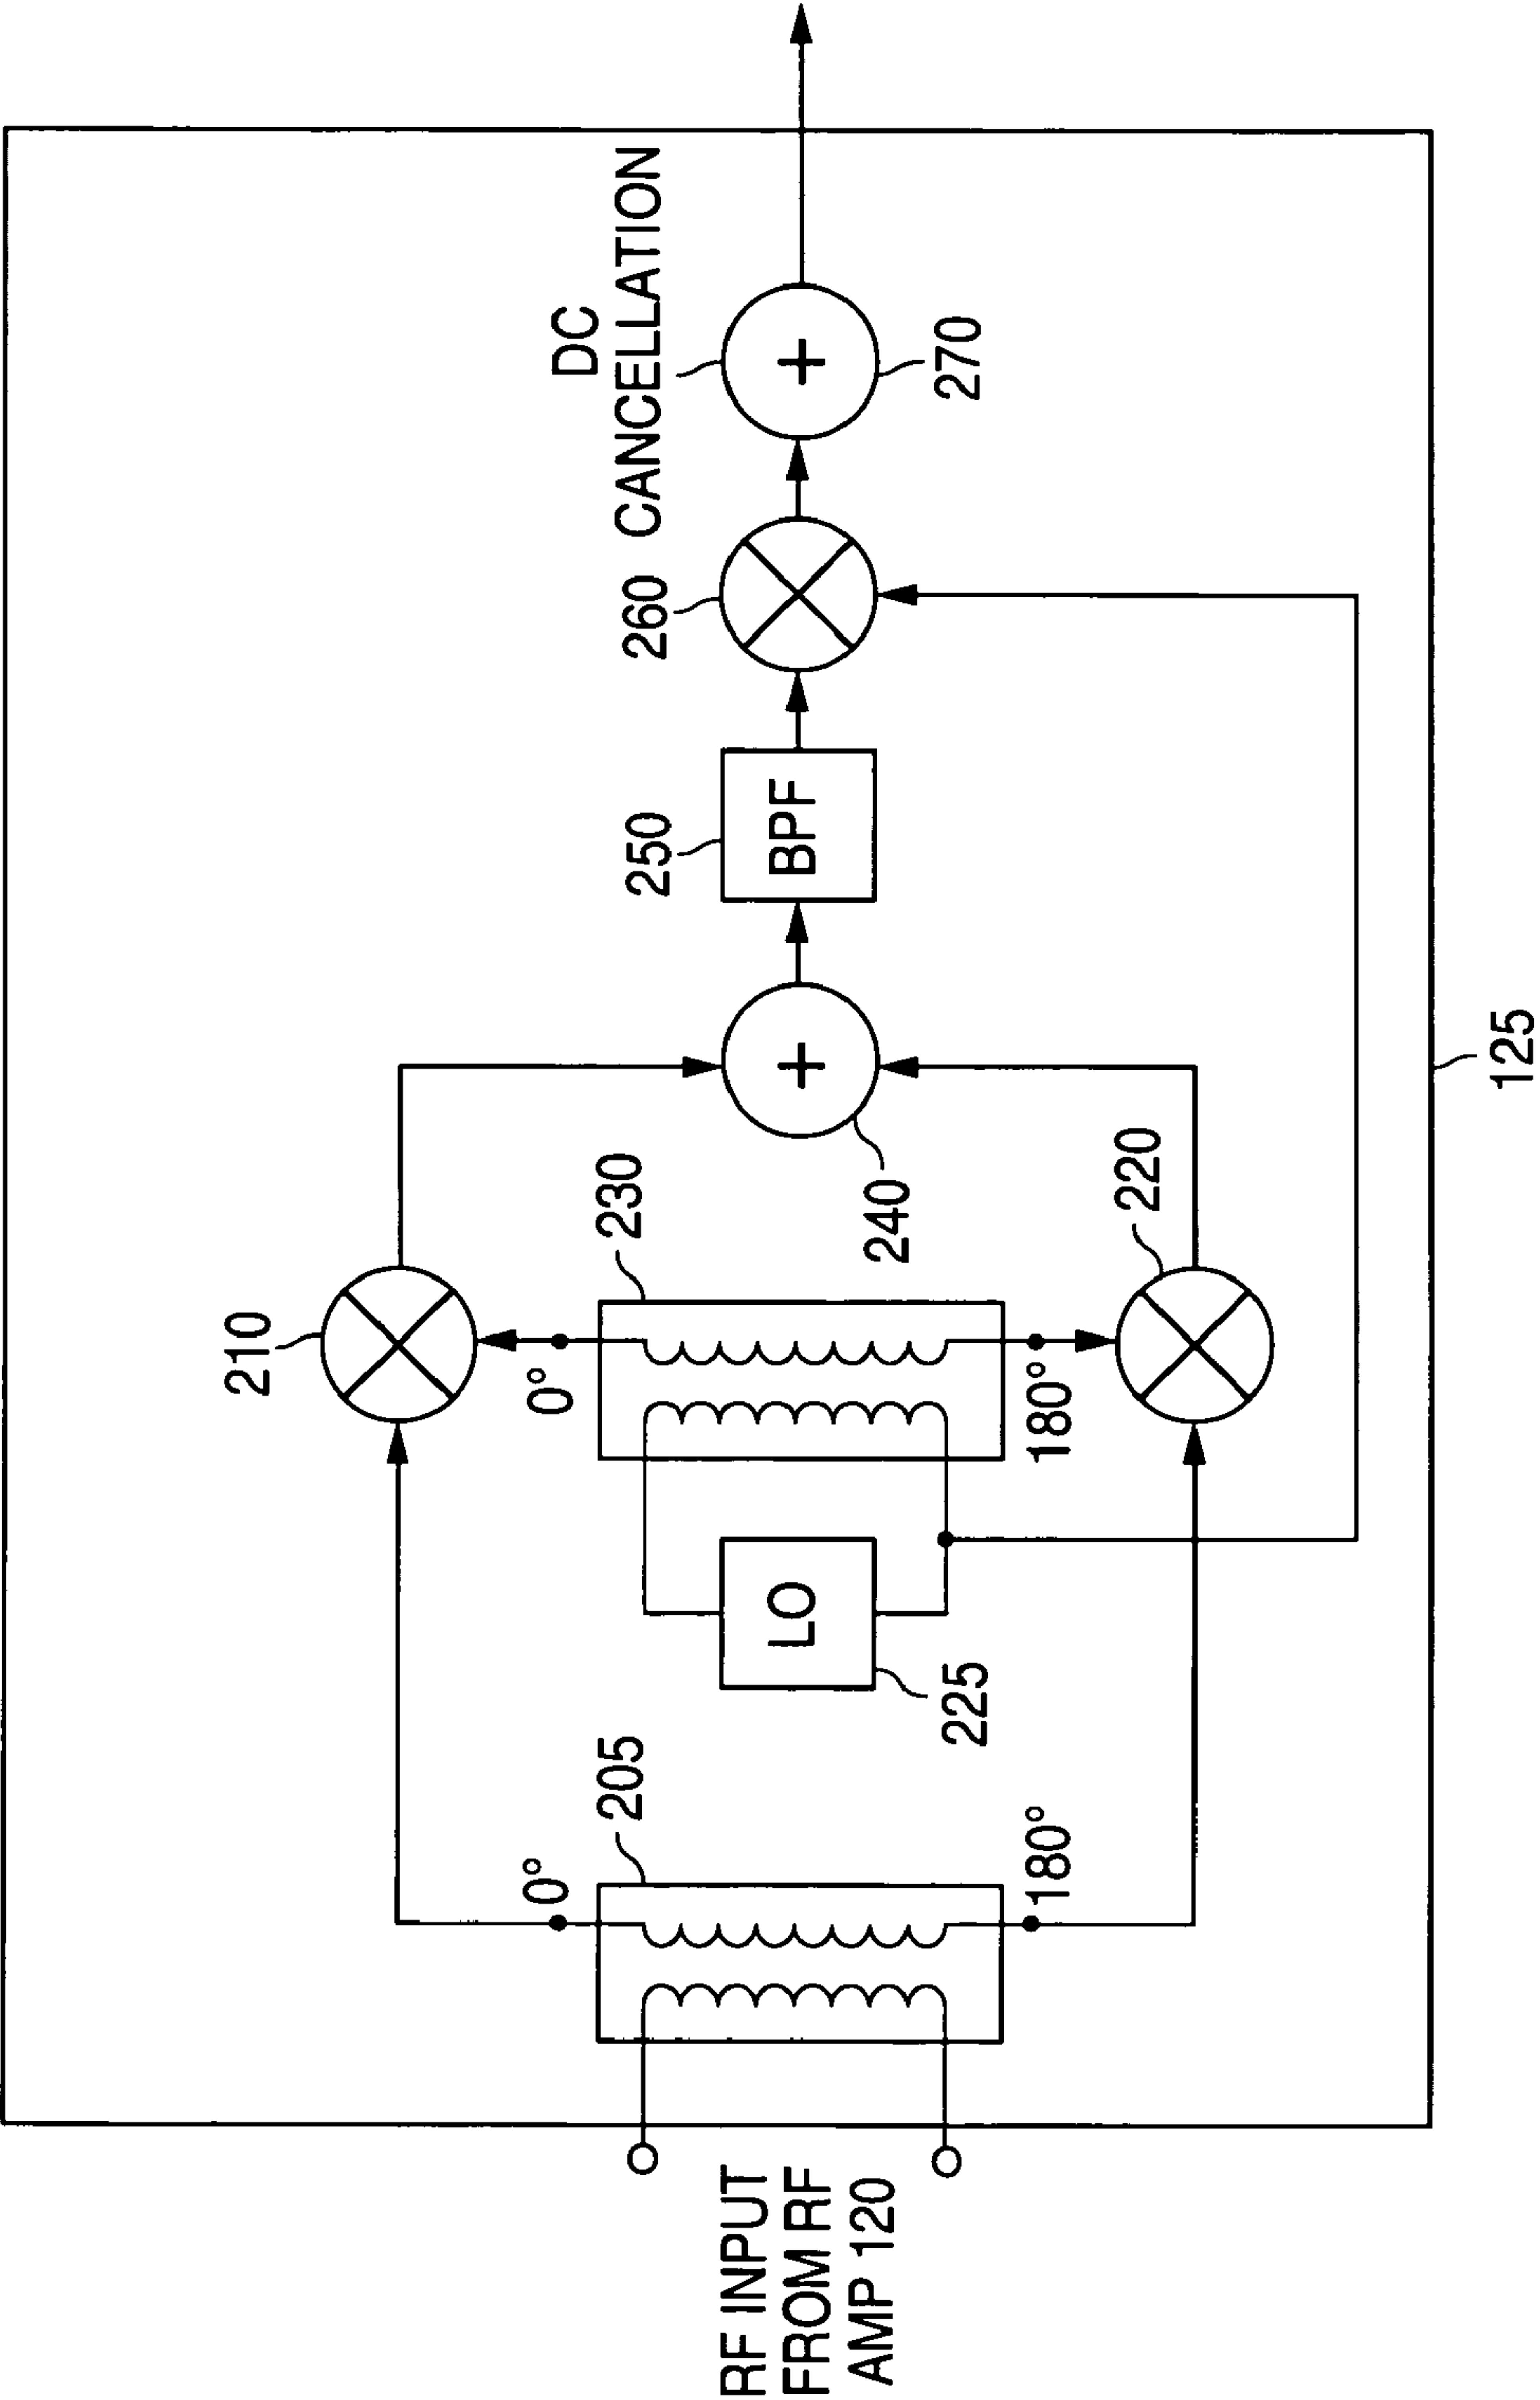 RF INPUT
FROM RF
AMP 120
0°
205
180°
LO
225
210
0°
230
180°
220
240
250
BPF
260
DC
CANCELLATION
270
125